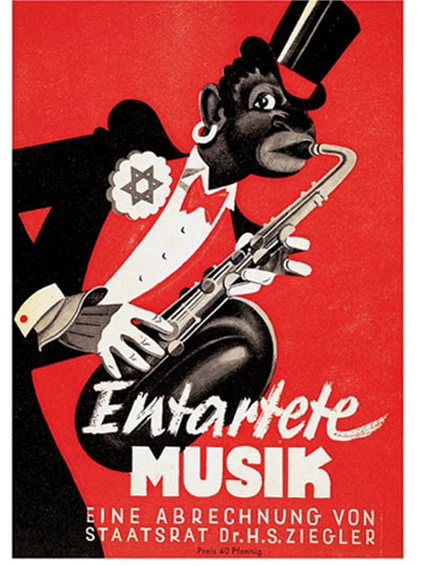 Entartete
MUSIK
EINE ABRECHNUNG VON
STAATSRAT Dr. H.S. ZIEGLER
Preis 40 Pfennig